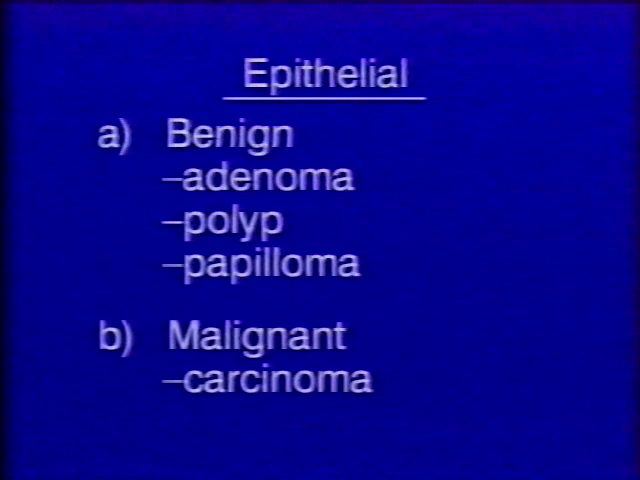 Epithelial
a) Benign
–adenoma
–polyp
–papilloma
b) Malignant
–carcinoma